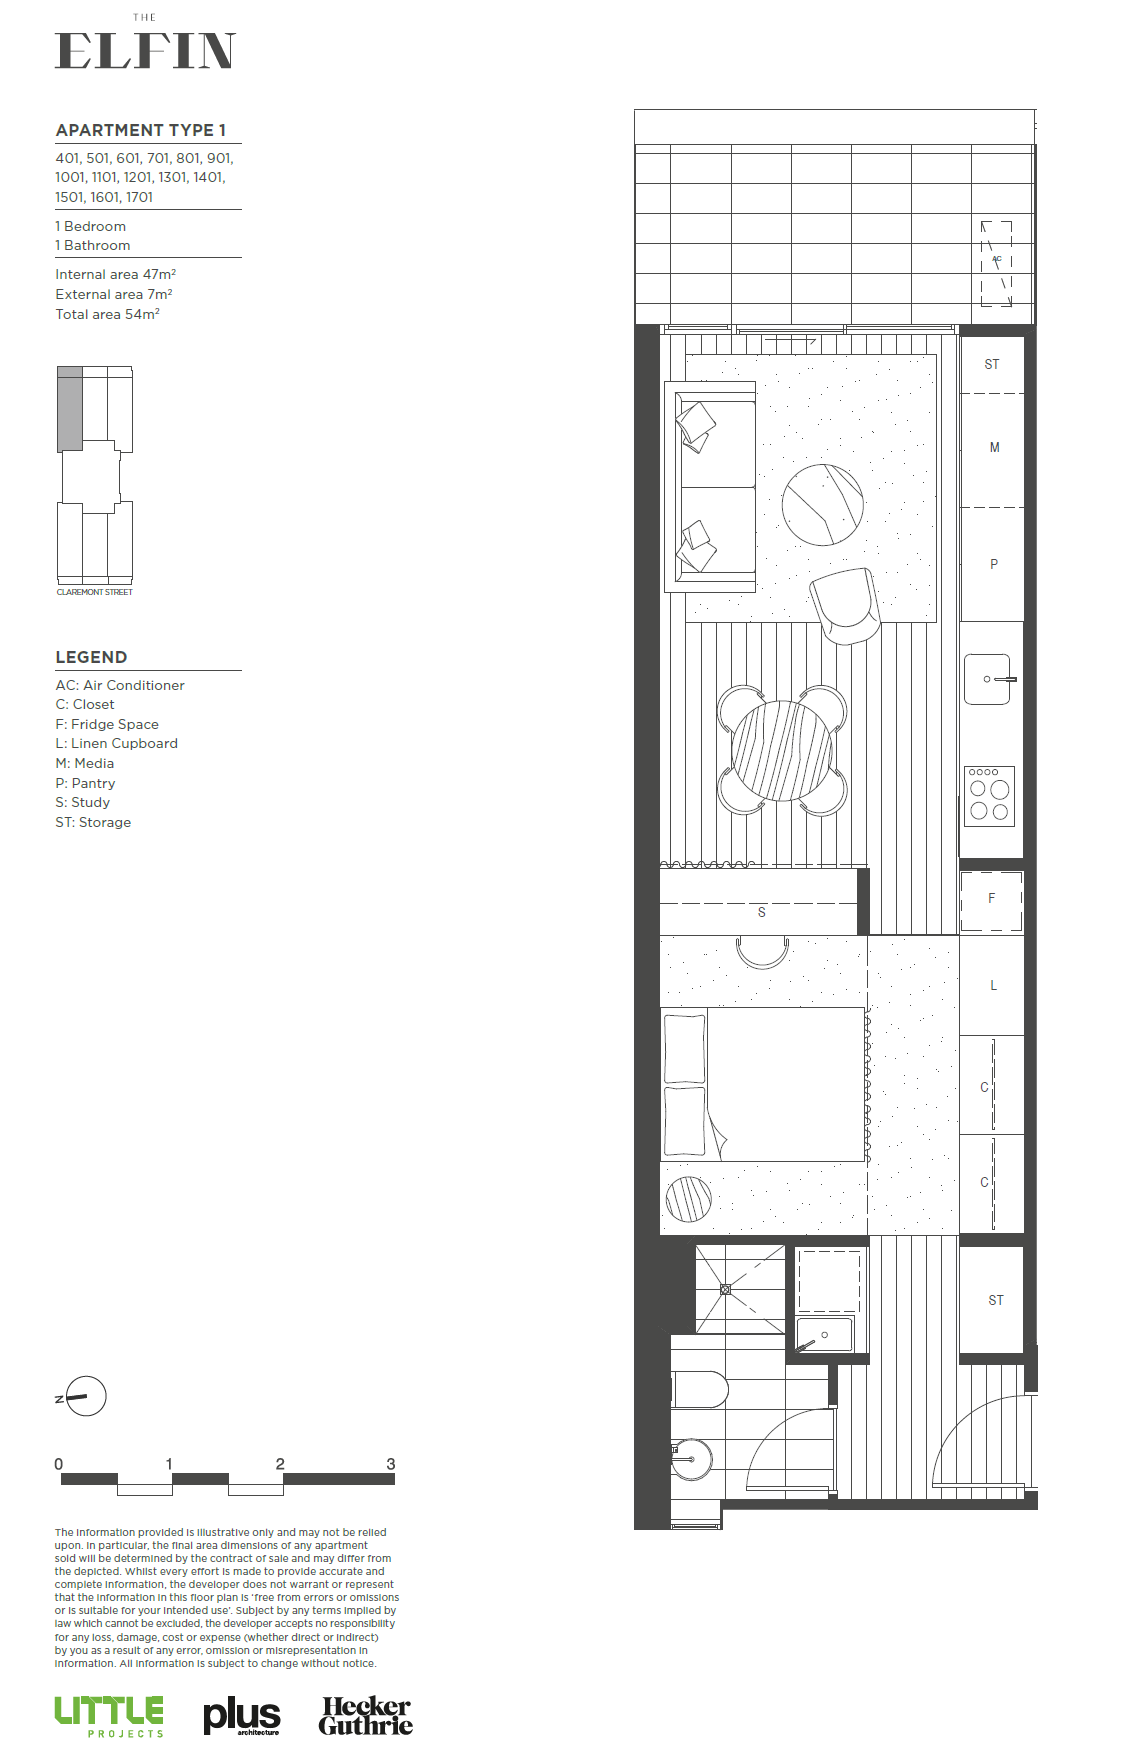 THE
ELFIN
APARTMENT TYPE 1
401, 501, 601, 701, 801, 901,
1001, 1101, 1201, 1301, 1401,
1501, 1601, 1701
1 Bedroom
1 Bathroom
Internal area 47m²
External area 7m²
Total area 54m²
CLAREMONT STREET
LEGEND
AC: Air Conditioner
C: Closet
F: Fridge Space
L: Linen Cupboard
M: Media
P: Pantry
S: Study
ST: Storage
AC
ST
M
P
F
S
L
C
C
ST
N
0 1 2 3
The information provided is illustrative only and may not be relied
upon. In particular, the final area dimensions of any apartment
sold will be determined by the contract of sale and may differ from
the depicted. Whilst every effort is made to provide accurate and
complete information, the developer does not warrant or represent
that the information in this floor plan is 'free from errors or omissions
or is suitable for your intended use'. Subject by any terms implied by
law which cannot be excluded, the developer accepts no responsibility
for any loss, damage, cost or expense (whether direct or indirect)
by you as a result of any error, omission or misrepresentation in
information. All information is subject to change without notice.
LITTLE
PROJECTS
plus
architecture
Hecker
Guthrie